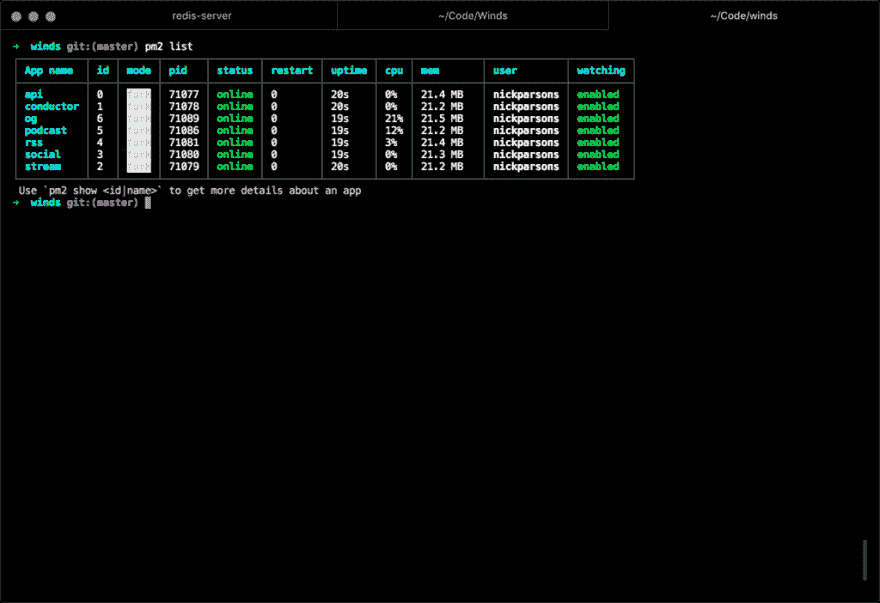 redis-server ~/Code/Winds ~/Code/winds
→ winds git:(master) pm2 list
App name id mode pid status restart uptime cpu mem user watching
api 0 fork 71077 online 0 20s 0% 21.4 MB nickparsons enabled
conductor 1 fork 71078 online 0 20s 0% 21.2 MB nickparsons enabled
og 6 fork 71089 online 0 19s 21% 21.5 MB nickparsons enabled
podcast 5 fork 71086 online 0 19s 12% 21.2 MB nickparsons enabled
rss 4 fork 71081 online 0 19s 3% 21.4 MB nickparsons enabled
social 3 fork 71080 online 0 19s 0% 21.3 MB nickparsons enabled
stream 2 fork 71079 online 0 20s 0% 21.2 MB nickparsons enabled
Use `pm2 show <id|name>` to get more details about an app
→ winds git:(master)